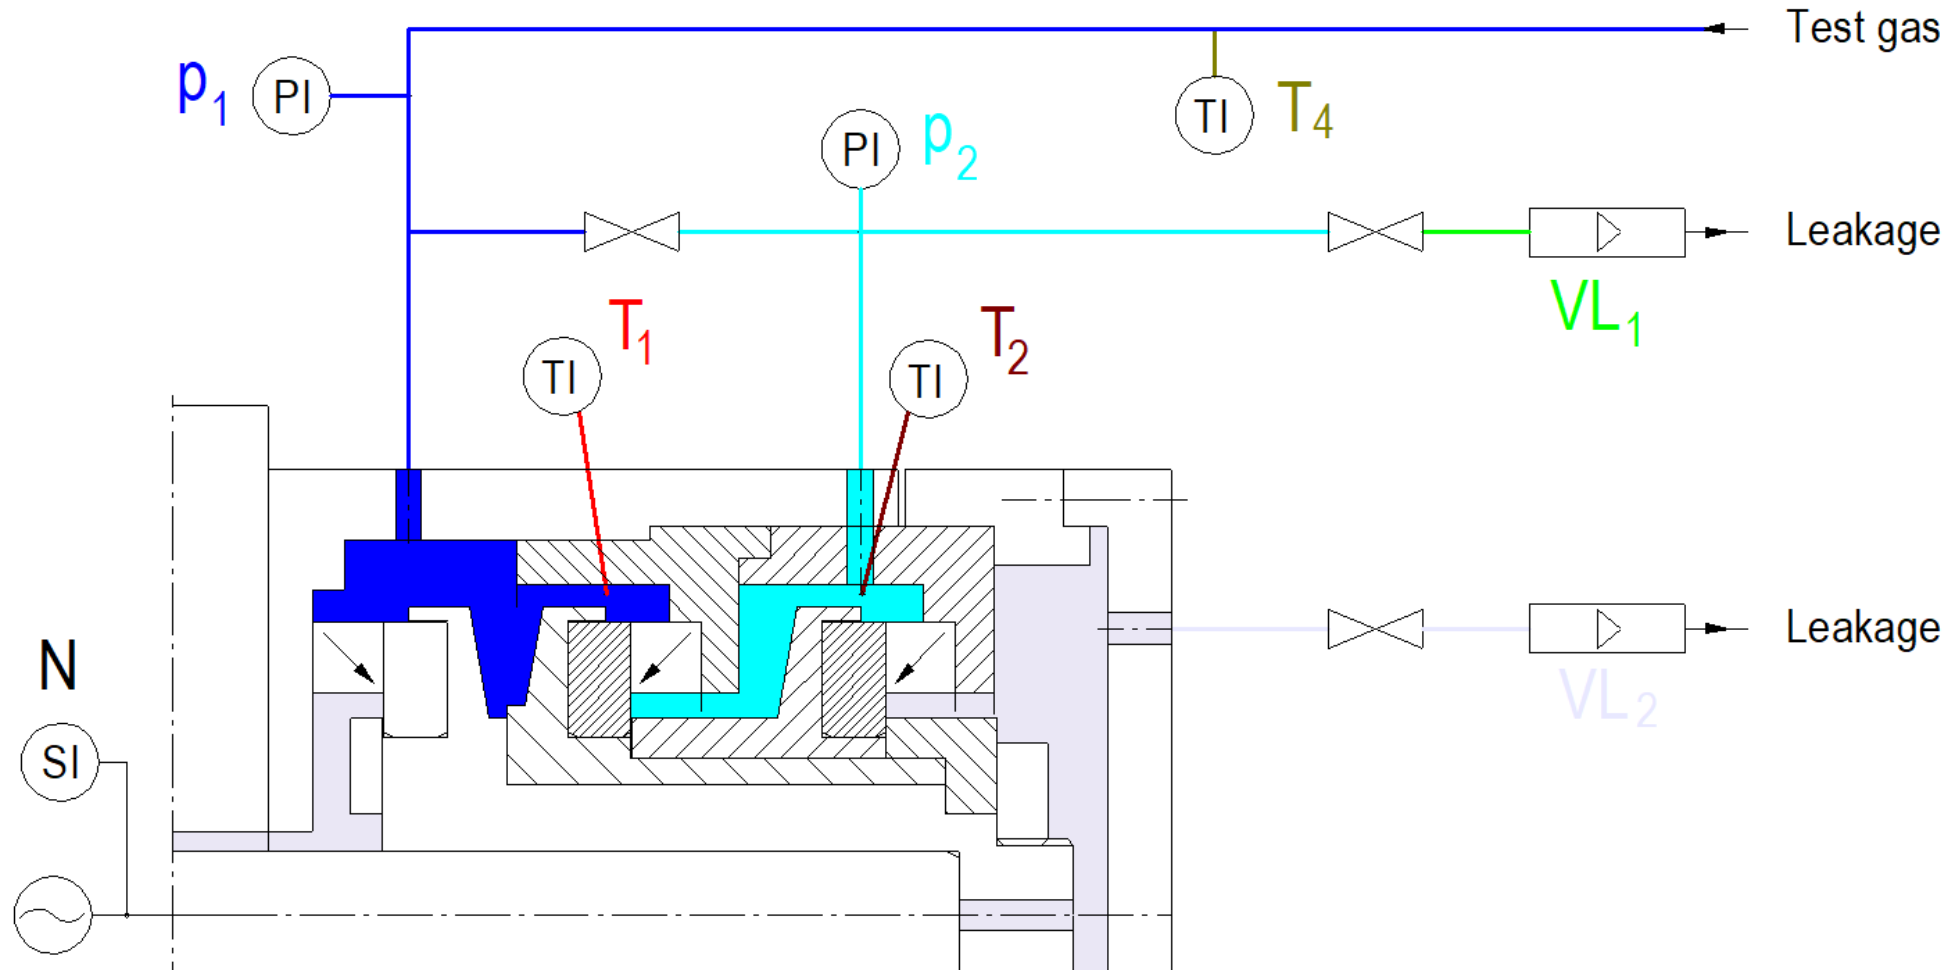 Test gas
p1 PI
TI T4
PI p2
Leakage
VL1
T1
TI
T2
TI
N
SI
Leakage
VL2